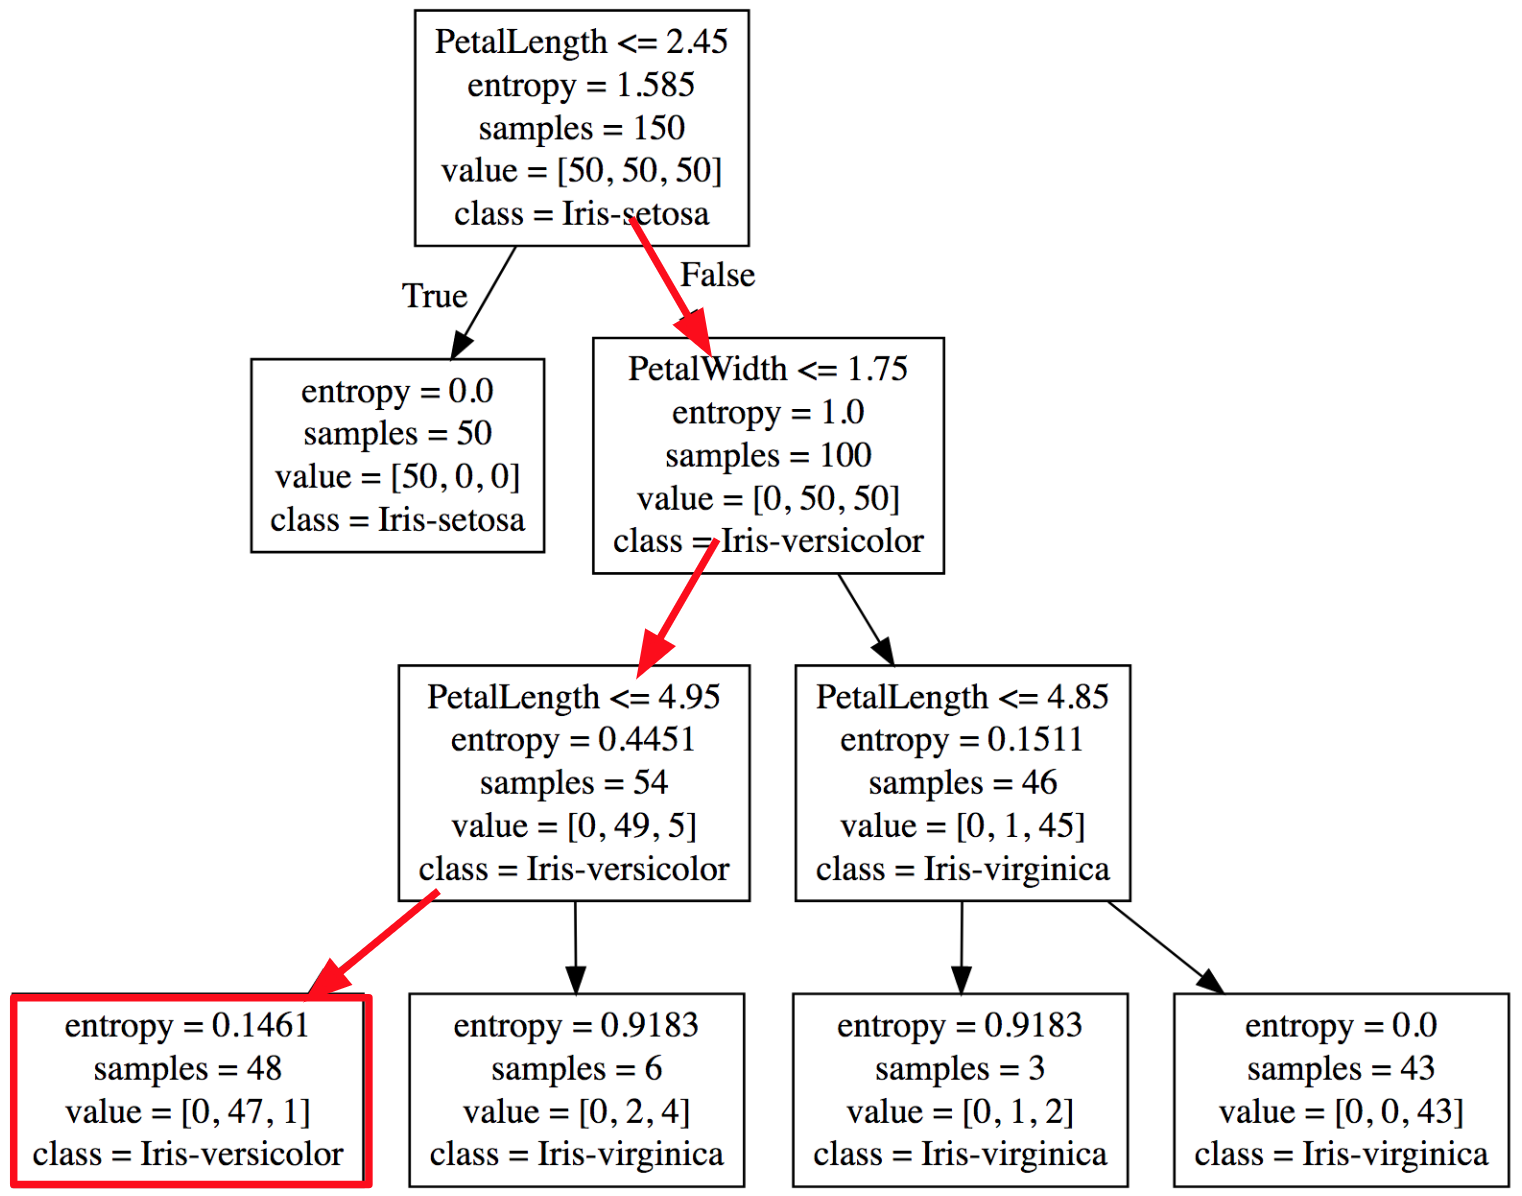 PetalLength <= 2.45
entropy = 1.585
samples = 150
value = [50, 50, 50]
class = Iris-setosa
True
False
entropy = 0.0
samples = 50
value = [50, 0, 0]
class = Iris-setosa
PetalWidth <= 1.75
entropy = 1.0
samples = 100
value = [0, 50, 50]
class = Iris-versicolor
PetalLength <= 4.95
entropy = 0.4451
samples = 54
value = [0, 49, 5]
class = Iris-versicolor
PetalLength <= 4.85
entropy = 0.1511
samples = 46
value = [0, 1, 45]
class = Iris-virginica
entropy = 0.1461
samples = 48
value = [0, 47, 1]
class = Iris-versicolor
entropy = 0.9183
samples = 6
value = [0, 2, 4]
class = Iris-virginica
entropy = 0.9183
samples = 3
value = [0, 1, 2]
class = Iris-virginica
entropy = 0.0
samples = 43
value = [0, 0, 43]
class = Iris-virginica